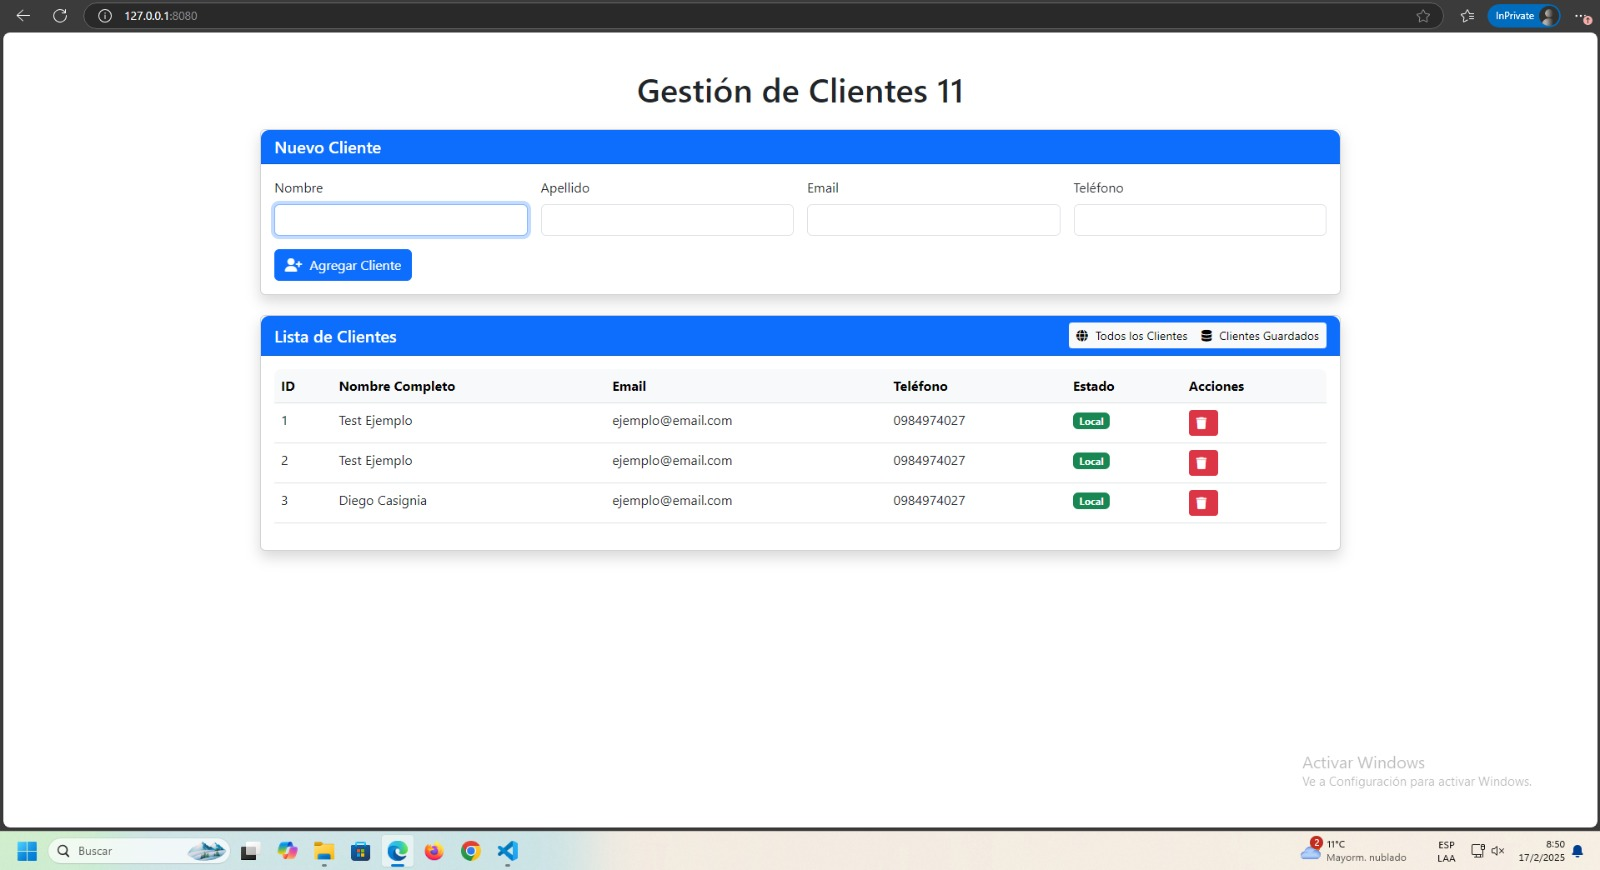 127.0.0.1:8080
InPrivate
Gestión de Clientes 11
Nuevo Cliente
Nombre Apellido Email Teléfono
Agregar Cliente
Lista de Clientes Todos los Clientes Clientes Guardados
ID Nombre Completo Email Teléfono Estado Acciones
1 Test Ejemplo ejemplo@email.com 0984974027 Local
2 Test Ejemplo ejemplo@email.com 0984974027 Local
3 Diego Casignia ejemplo@email.com 0984974027 Local
Activar Windows
Ve a Configuración para activar Windows.
Buscar
2
11°C
Mayorm. nublado
ESP
LAA
8:50
17/2/2025